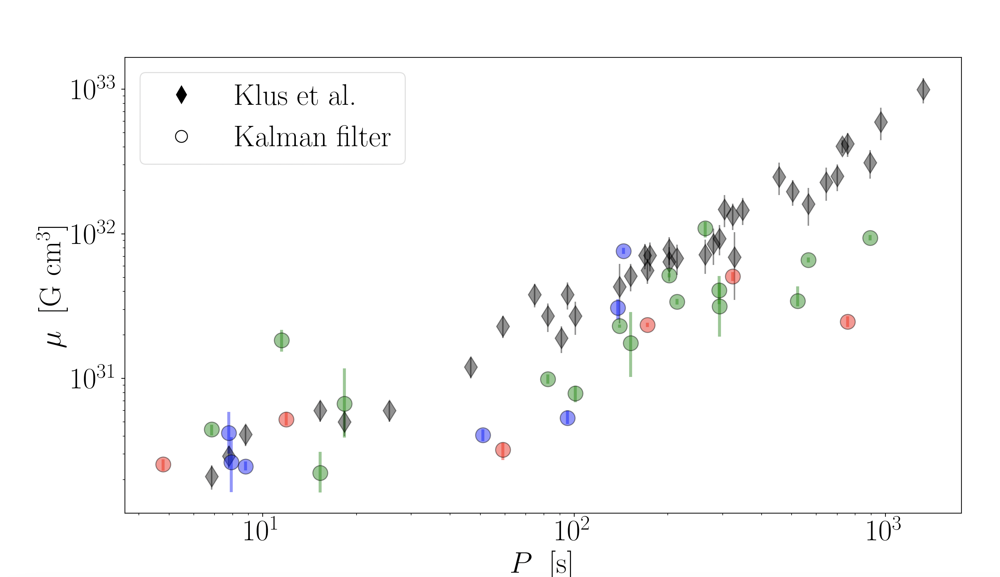 Klus et al.
Kalman filter
10^33
10^32
10^31
μ [G cm^3]
10^1
10^2
10^3
P [s]